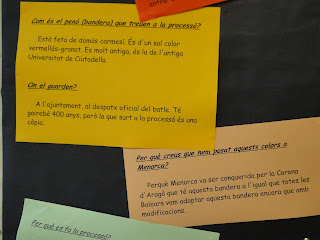 entra
Com és el penó (bandera) que treuen a la processó?
Està feta de domàs carmesí. És d'un sol color
vermellós-granat. Es molt antiga, és la de l'antiga
Universitat de Ciutadella.
On el guarden?
A l'ajuntament, al despatx oficial del batle. Té
gairebé 400 anys, però la que surt a la processó és una
còpia.
Per què creus que nem posat aquests colors a
Menorca?
Perquè Menorca va ser conquerida per la Corona
d'Aragó que té aquesta bandera a l'igual que totes les
Balears vam adoptar aquesta bandera encara que amb
modificacions.
Per què es fa la processó?